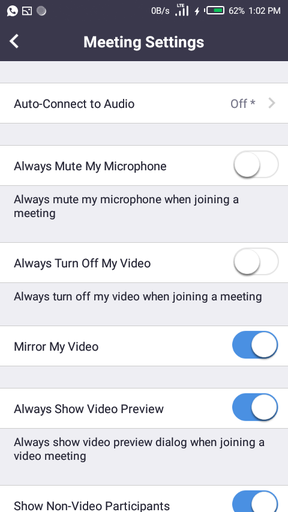 0B/s LTE 62% 1:02 PM
Meeting Settings
Auto-Connect to Audio Off *
Always Mute My Microphone
Always mute my microphone when joining a
meeting
Always Turn Off My Video
Always turn off my video when joining a meeting
Mirror My Video
Always Show Video Preview
Always show video preview dialog when joining a
video meeting
Show Non-Video Participants